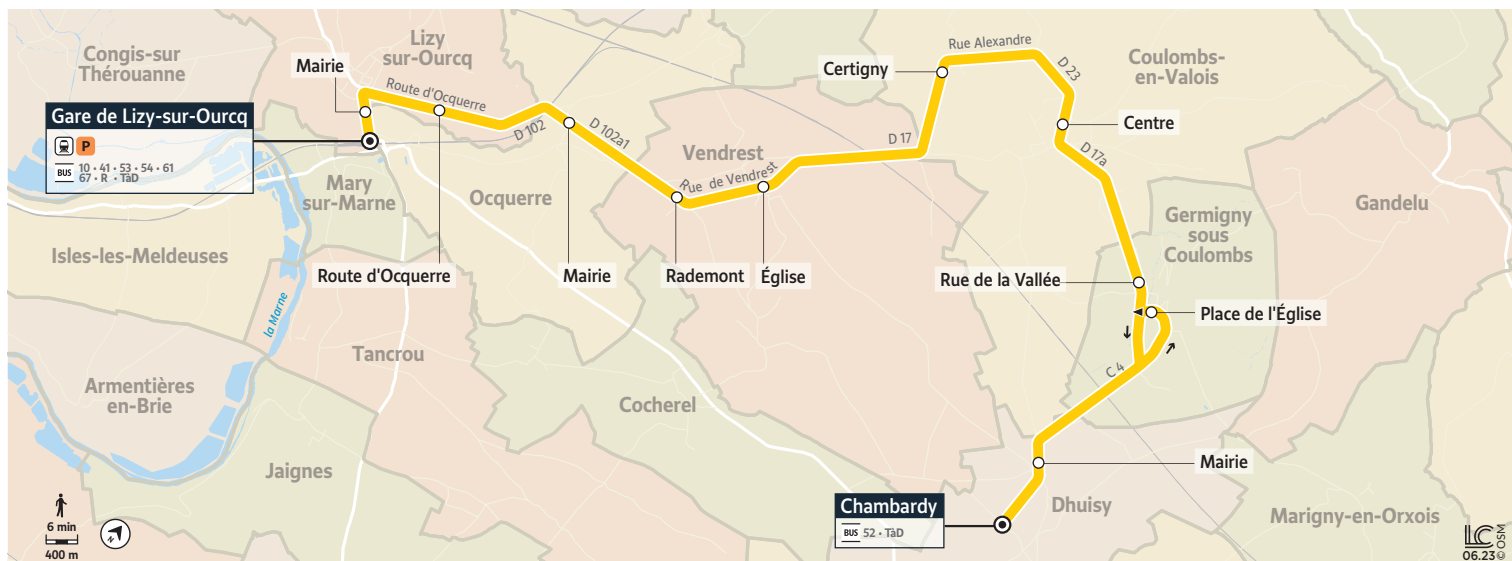 Congis-sur
Thérouanne
Lizy
sur-Ourcq
Mairie
Gare de Lizy-sur-Ourcq
P
BUS 10 • 41 • 53 • 54 • 61
67 • R • TàD
Route d'Ocquerre
D 102
D 102a1
Rue de Vendrest
Vendrest
D 17
Certigny
Rue Alexandre
D 23
Coulombs-
en-Valois
Centre
D 17a
Mary
sur-Marne
Ocquerre
Isles-les-Meldeuses
la Marne
Route d'Ocquerre
Mairie
Rademont
Église
Germigny
sous
Coulombs
Gandelu
Rue de la Vallée
Place de l'Église
C 4
Tancrou
Armentières
en-Brie
Cocherel
Jaignes
Mairie
Chambardy
BUS 52 • TàD
Dhuisy
Marigny-en-Orxois
6 min
400 m
LC
06.23 © OSM